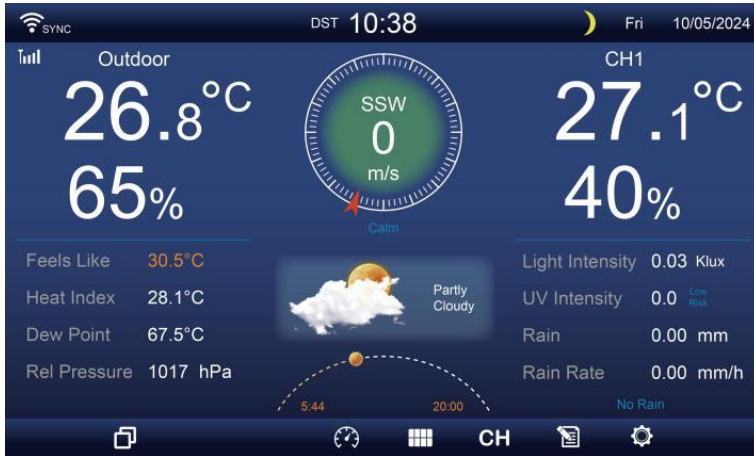 SYNC
DST 10:38
Fri 10/05/2024
Outdoor
26.8°C
65%
SSW
0
m/s
Calm
CH1
27.1°C
40%
Feels Like 30.5°C
Heat Index 28.1°C
Dew Point 67.5°C
Rel Pressure 1017 hPa
Partly
Cloudy
5:44 20:00
Light Intensity 0.03 Klux
UV Intensity 0.0 Low
Risk
Rain 0.00 mm
Rain Rate 0.00 mm/h
No Rain
CH